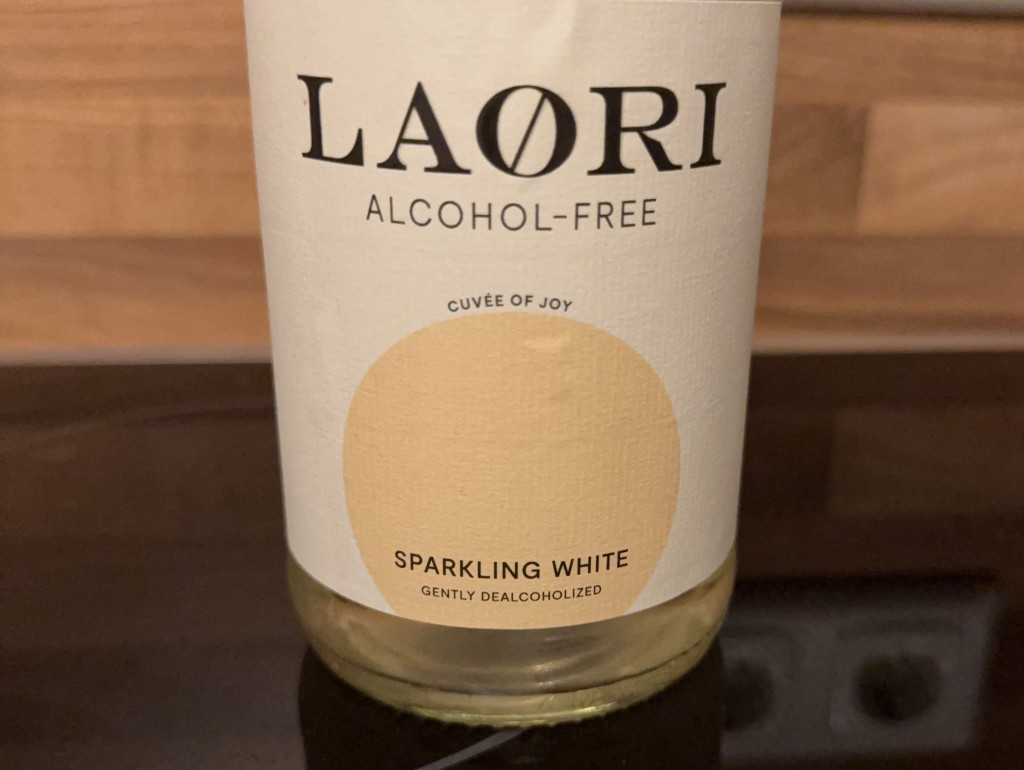 LAØRI
ALCOHOL-FREE
CUVÉE OF JOY
SPARKLING WHITE
GENTLY DEALCOHOLIZED